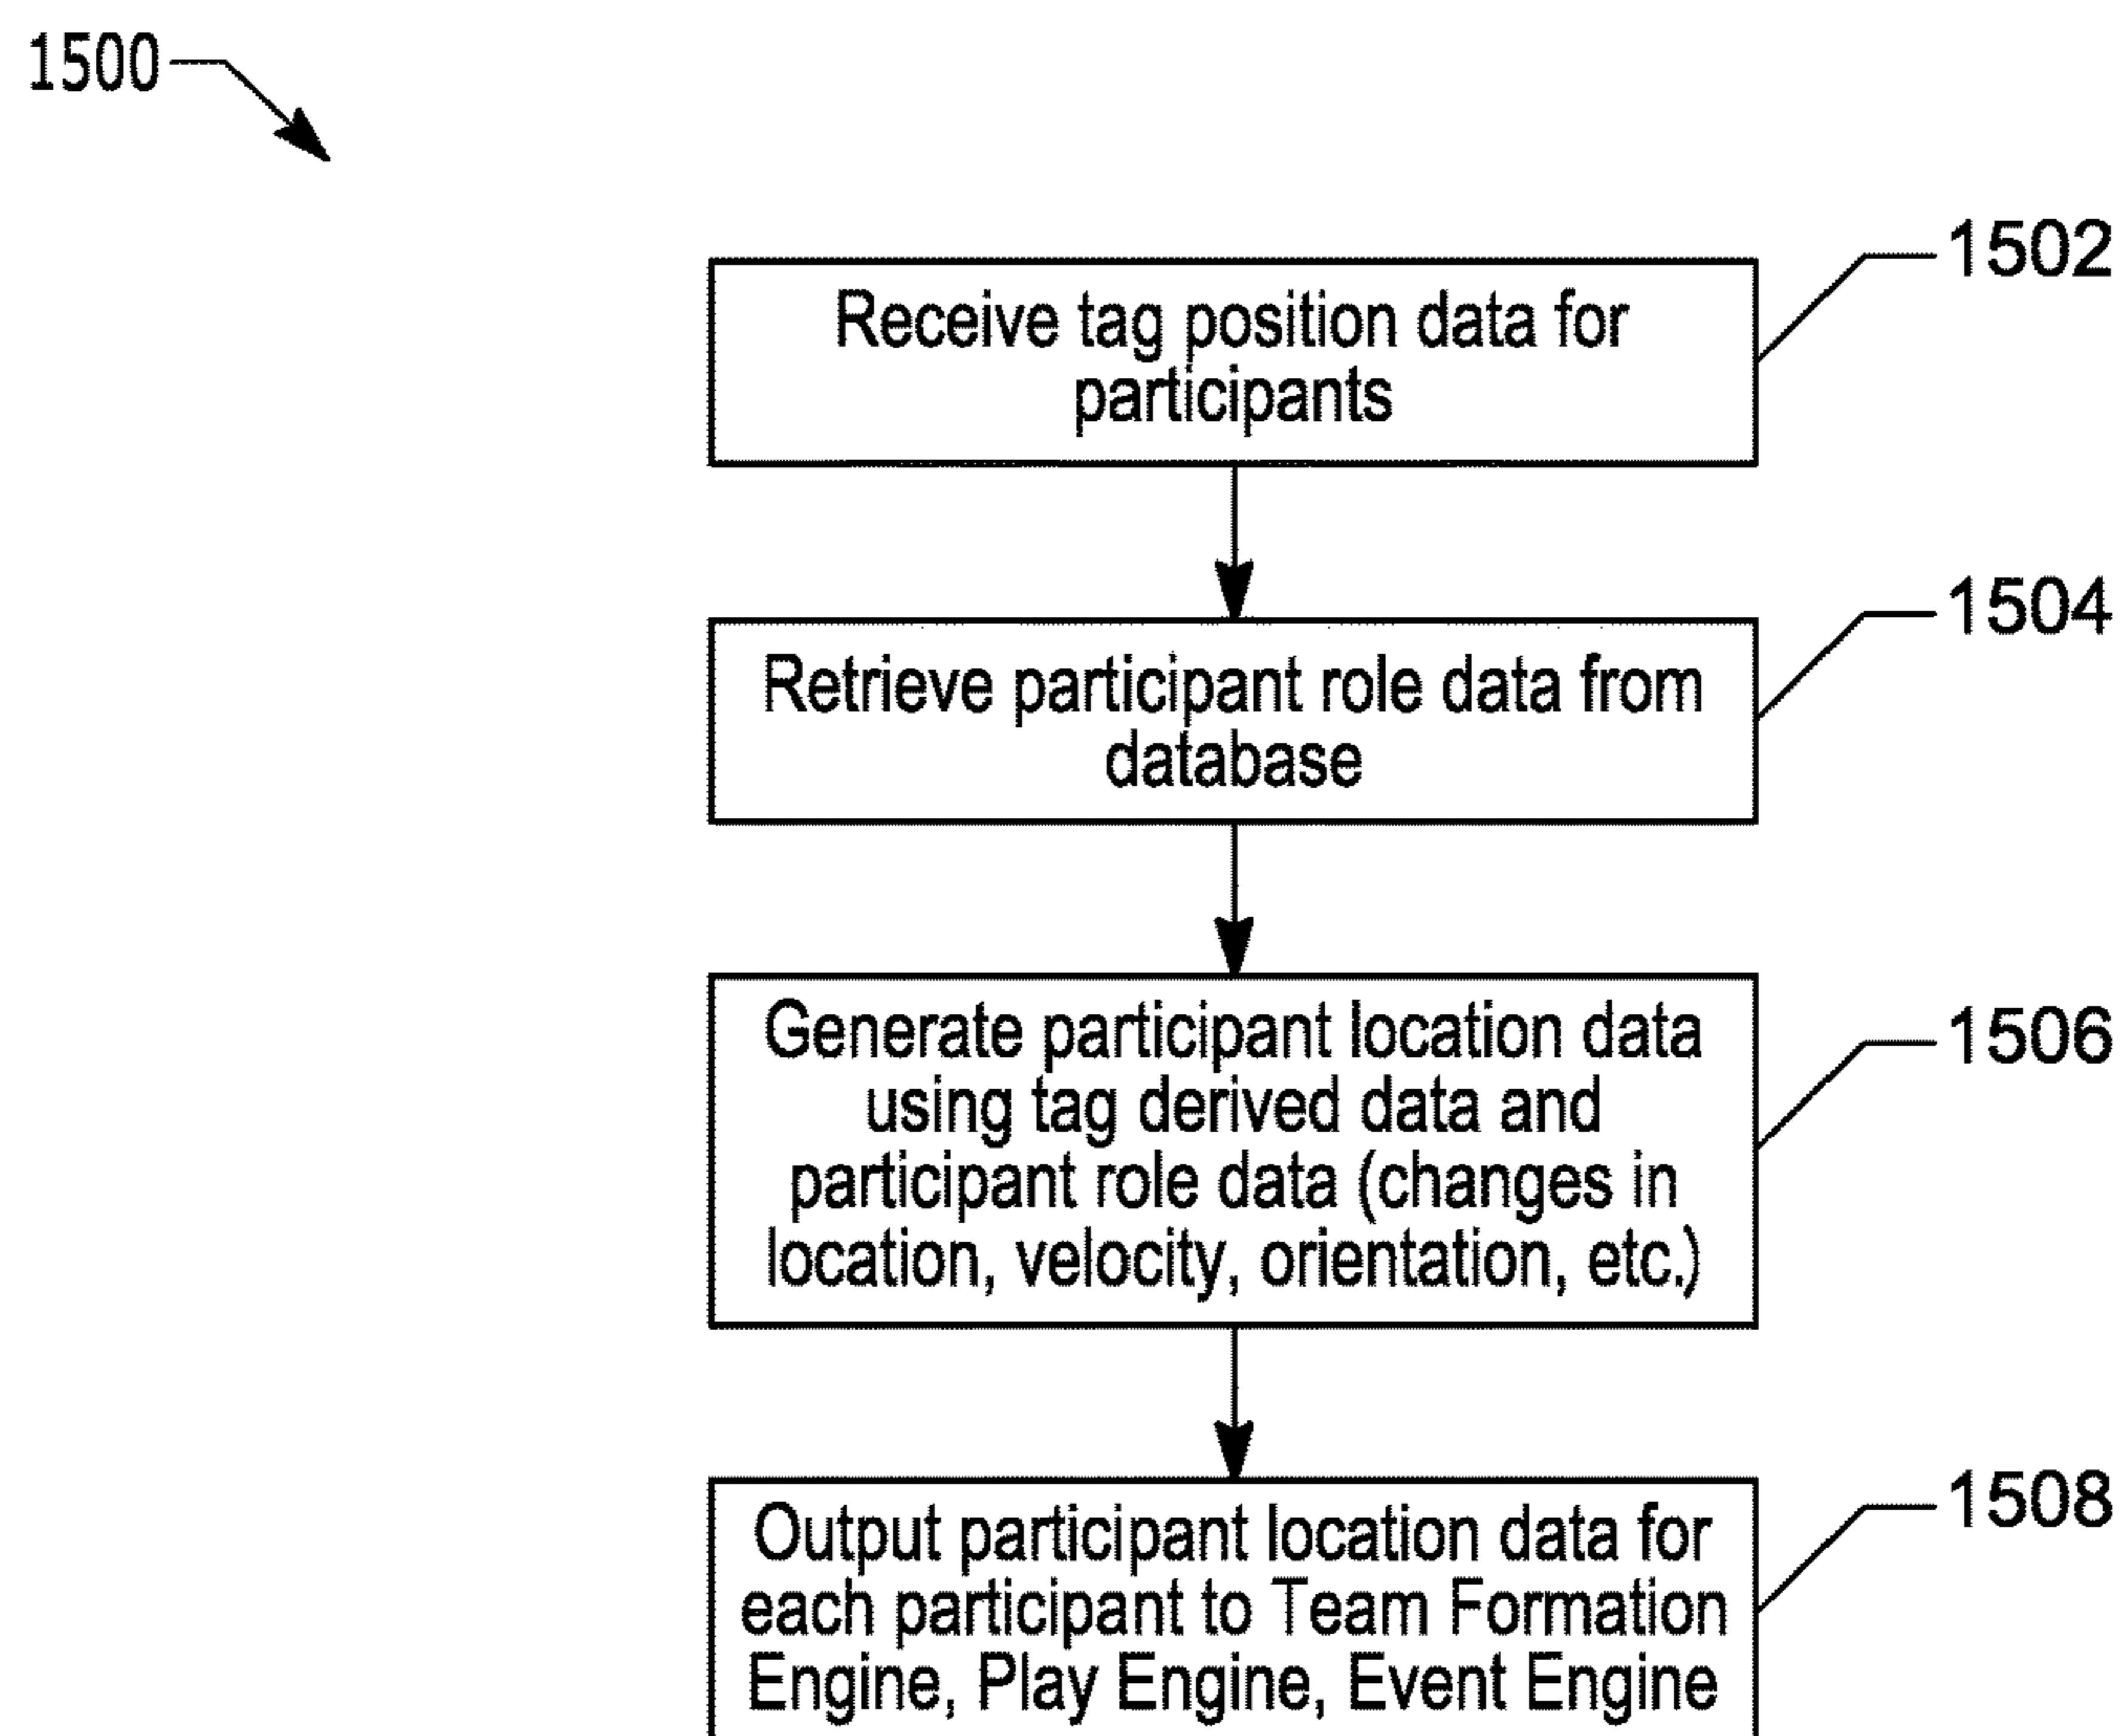 1500
1502
Receive tag position data for
participants
1504
Retrieve participant role data from
database
1506
Generate participant location data
using tag derived data and
participant role data (changes in
location, velocity, orientation, etc.)
1508
Output participant location data for
each participant to Team Formation
Engine, Play Engine, Event Engine